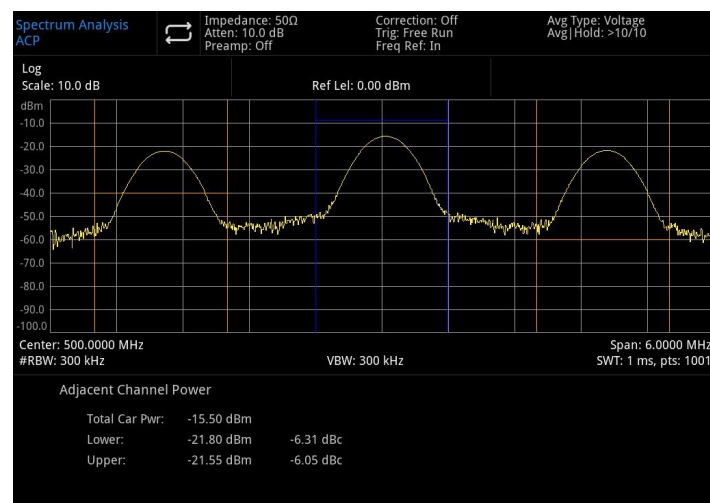 Spectrum Analysis
ACP
Impedance: 50Ω
Atten: 10.0 dB
Preamp: Off
Correction: Off
Trig: Free Run
Freq Ref: In
Avg Type: Voltage
Avg|Hold: >10/10
Log
Scale: 10.0 dB
Ref Lel: 0.00 dBm
dBm
-10.0
-20.0
-30.0
-40.0
-50.0
-60.0
-70.0
-80.0
-90.0
-100.0
Center: 500.0000 MHz
Span: 6.0000 MHz
#RBW: 300 kHz
VBW: 300 kHz
SWT: 1 ms, pts: 1001
Adjacent Channel Power
Total Car Pwr: -15.50 dBm
Lower: -21.80 dBm -6.31 dBc
Upper: -21.55 dBm -6.05 dBc